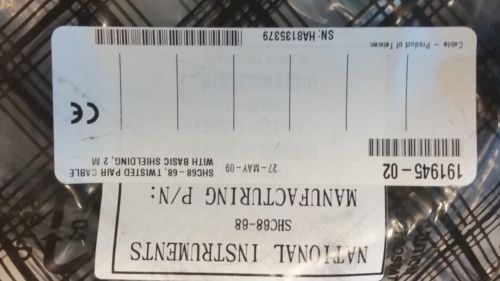 NATIONAL INSTRUMENTS
SHC68-68
MANUFACTURING P/N:
191945-02
27-MAY-09
SHC68-68, TWISTED PAIR CABLE
WITH BASIC SHIELDING, 2 M
CE
Cable - Product of Taiwan
SN: HA8135379